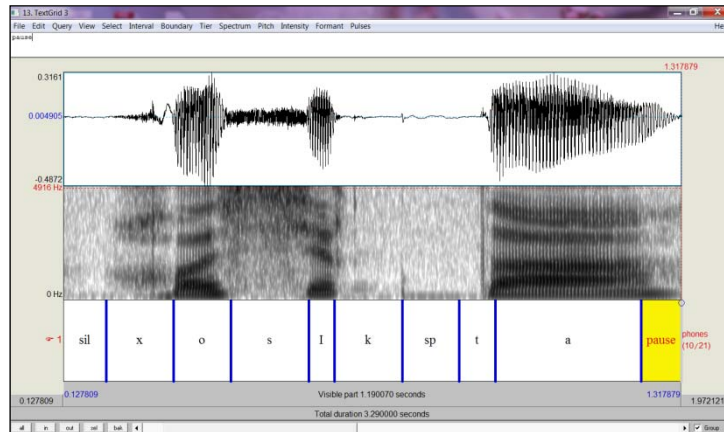 13. TextGrid 3
File Edit Query View Select Interval Boundary Tier Spectrum Pitch Intensity Formant Pulses He
pause
1.317879
0.3161
0.004905
-0.4872
4916 Hz
0 Hz
1 sil x o s I k sp t a pause phones
(10/21)
0.127809 0.127809 Visible part 1.190070 seconds 1.317879 1.972121
Total duration 3.290000 seconds
all in out sel bak Group